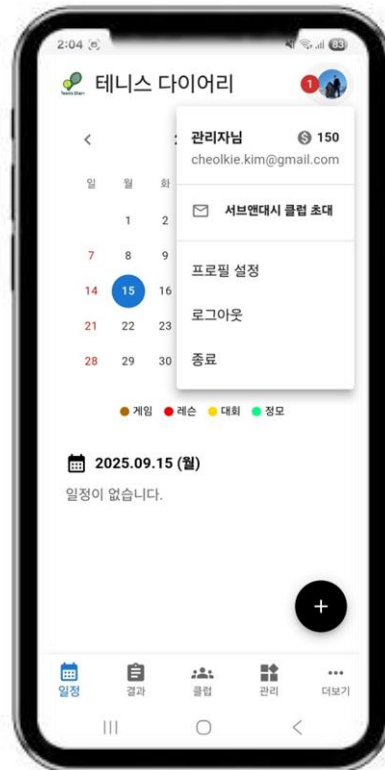 2:04 83
테니스 다이어리 1
<
관리자님 150
cheolkie.kim@gmail.com
서브앤대시 클럽 초대
프로필 설정
로그아웃
종료
일 월 화
1 2
7 8 9
14 15 16
21 22 23
28 29 30
게임 레슨 대회 정모
2025.09.15 (월)
일정이 없습니다.
+
일정 결과 클럽 관리 더보기